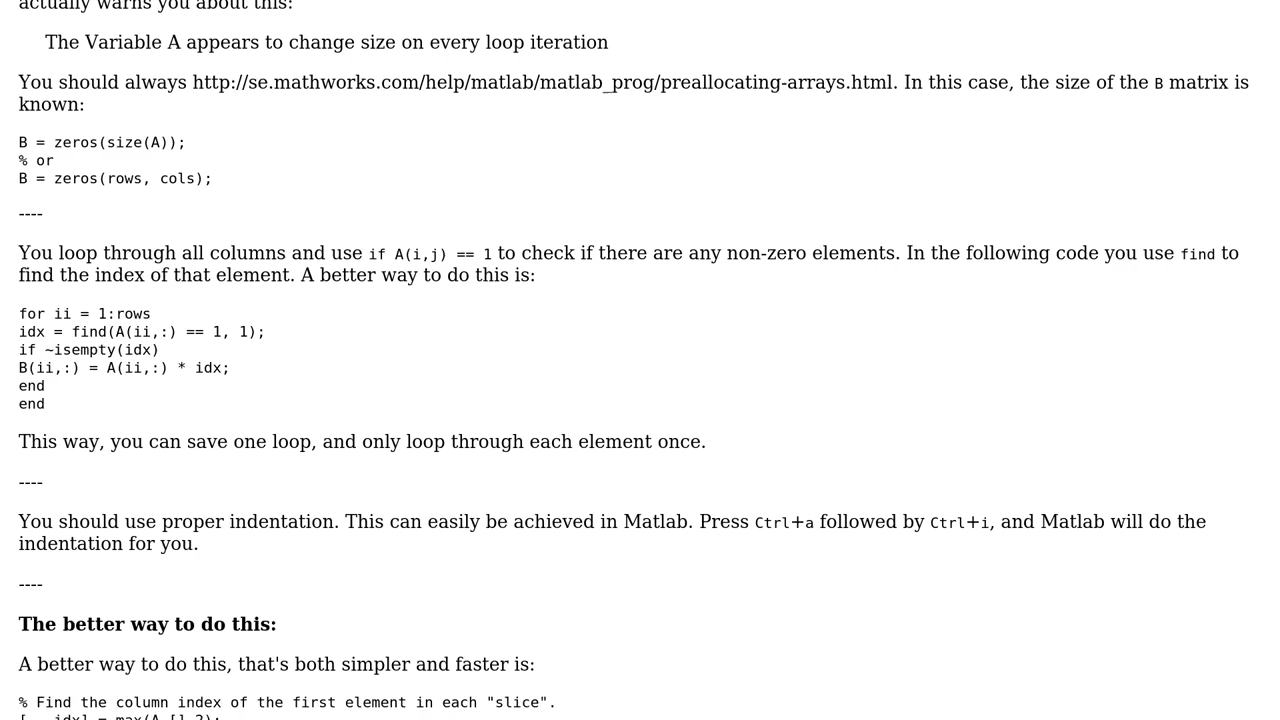 actually warns you about this:
The Variable A appears to change size on every loop iteration
You should always http://se.mathworks.com/help/matlab/matlab_prog/preallocating-arrays.html. In this case, the size of the B matrix is
known:
B = zeros(size(A));
% or
B = zeros(rows, cols);
----
You loop through all columns and use if A(i,j) == 1 to check if there are any non-zero elements. In the following code you use find to
find the index of that element. A better way to do this is:
for ii = 1:rows
idx = find(A(ii,:) == 1, 1);
if ~isempty(idx)
B(ii,:) = A(ii,:) * idx;
end
end
This way, you can save one loop, and only loop through each element once.
----
You should use proper indentation. This can easily be achieved in Matlab. Press Ctrl+a followed by Ctrl+i, and Matlab will do the
indentation for you.
----
The better way to do this:
A better way to do this, that's both simpler and faster is:
% Find the column index of the first element in each "slice".
idx] = max(A,[],2);